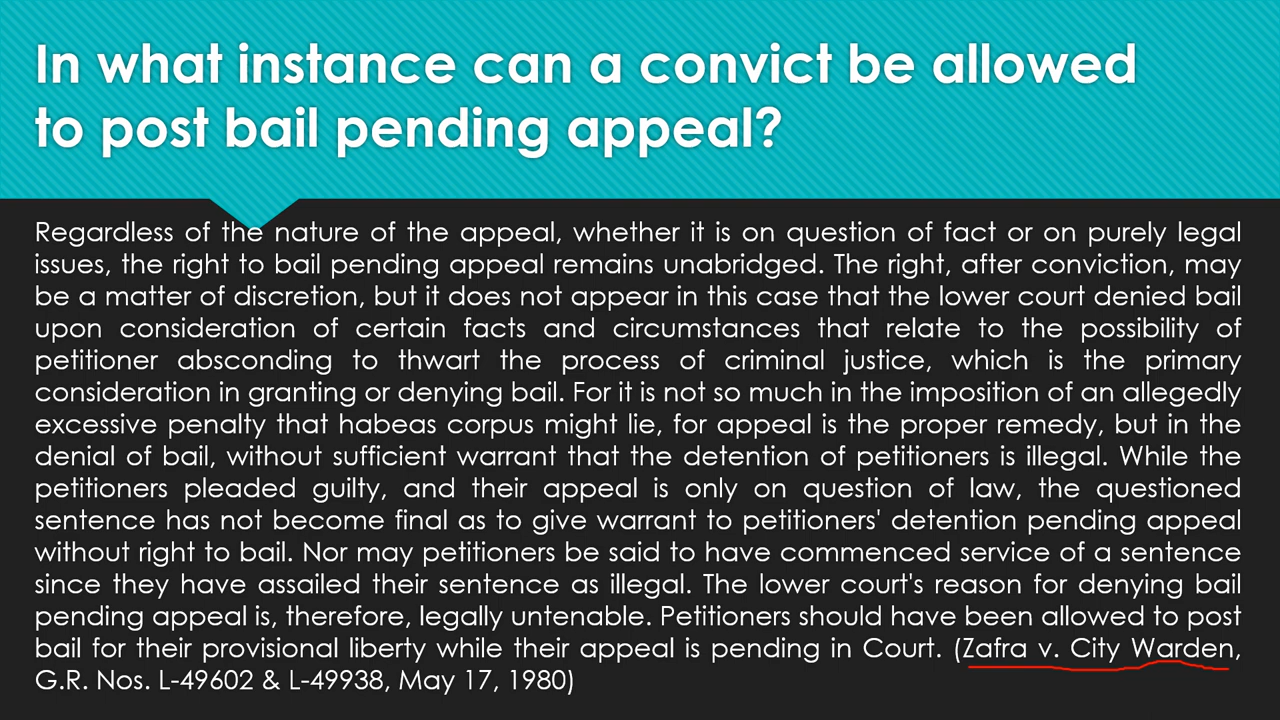 In what instance can a convict be allowed
to post bail pending appeal?
Regardless of the nature of the appeal, whether it is on question of fact or on purely legal
issues, the right to bail pending appeal remains unabridged. The right, after conviction, may
be a matter of discretion, but it does not appear in this case that the lower court denied bail
upon consideration of certain facts and circumstances that relate to the possibility of
petitioner absconding to thwart the process of criminal justice, which is the primary
consideration in granting or denying bail. For it is not so much in the imposition of an allegedly
excessive penalty that habeas corpus might lie, for appeal is the proper remedy, but in the
denial of bail, without sufficient warrant that the detention of petitioners is illegal. While the
petitioners pleaded guilty, and their appeal is only on question of law, the questioned
sentence has not become final as to give warrant to petitioners' detention pending appeal
without right to bail. Nor may petitioners be said to have commenced service of a sentence
since they have assailed their sentence as illegal. The lower court's reason for denying bail
pending appeal is, therefore, legally untenable. Petitioners should have been allowed to post
bail for their provisional liberty while their appeal is pending in Court. (Zafra v. City Warden,
G.R. Nos. L-49602 & L-49938, May 17, 1980)